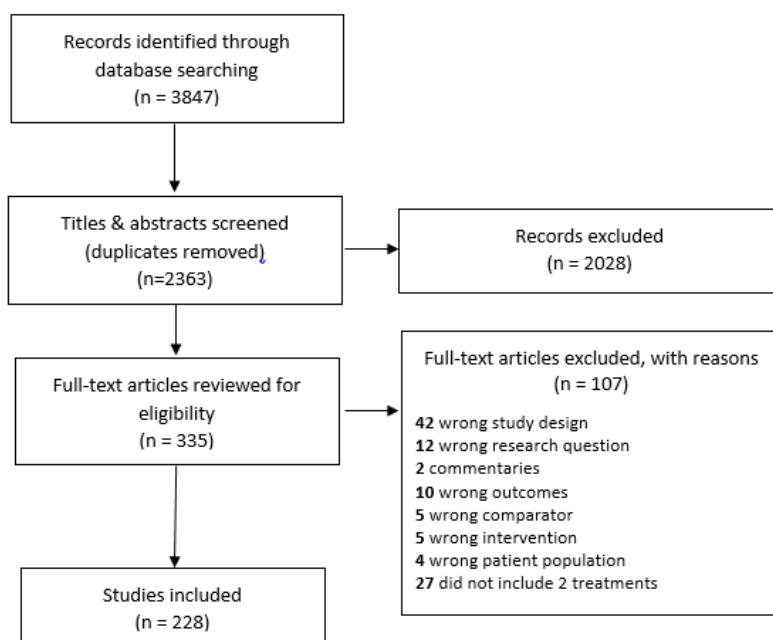 Records identified through
database searching
(n = 3847)
Titles & abstracts screened
(duplicates removed)
(n=2363)
Records excluded
(n = 2028)
Full-text articles reviewed for
eligibility
(n = 335)
Full-text articles excluded, with reasons
(n = 107)
42 wrong study design
12 wrong research question
2 commentaries
10 wrong outcomes
5 wrong comparator
5 wrong intervention
4 wrong patient population
27 did not include 2 treatments
Studies included
(n = 228)